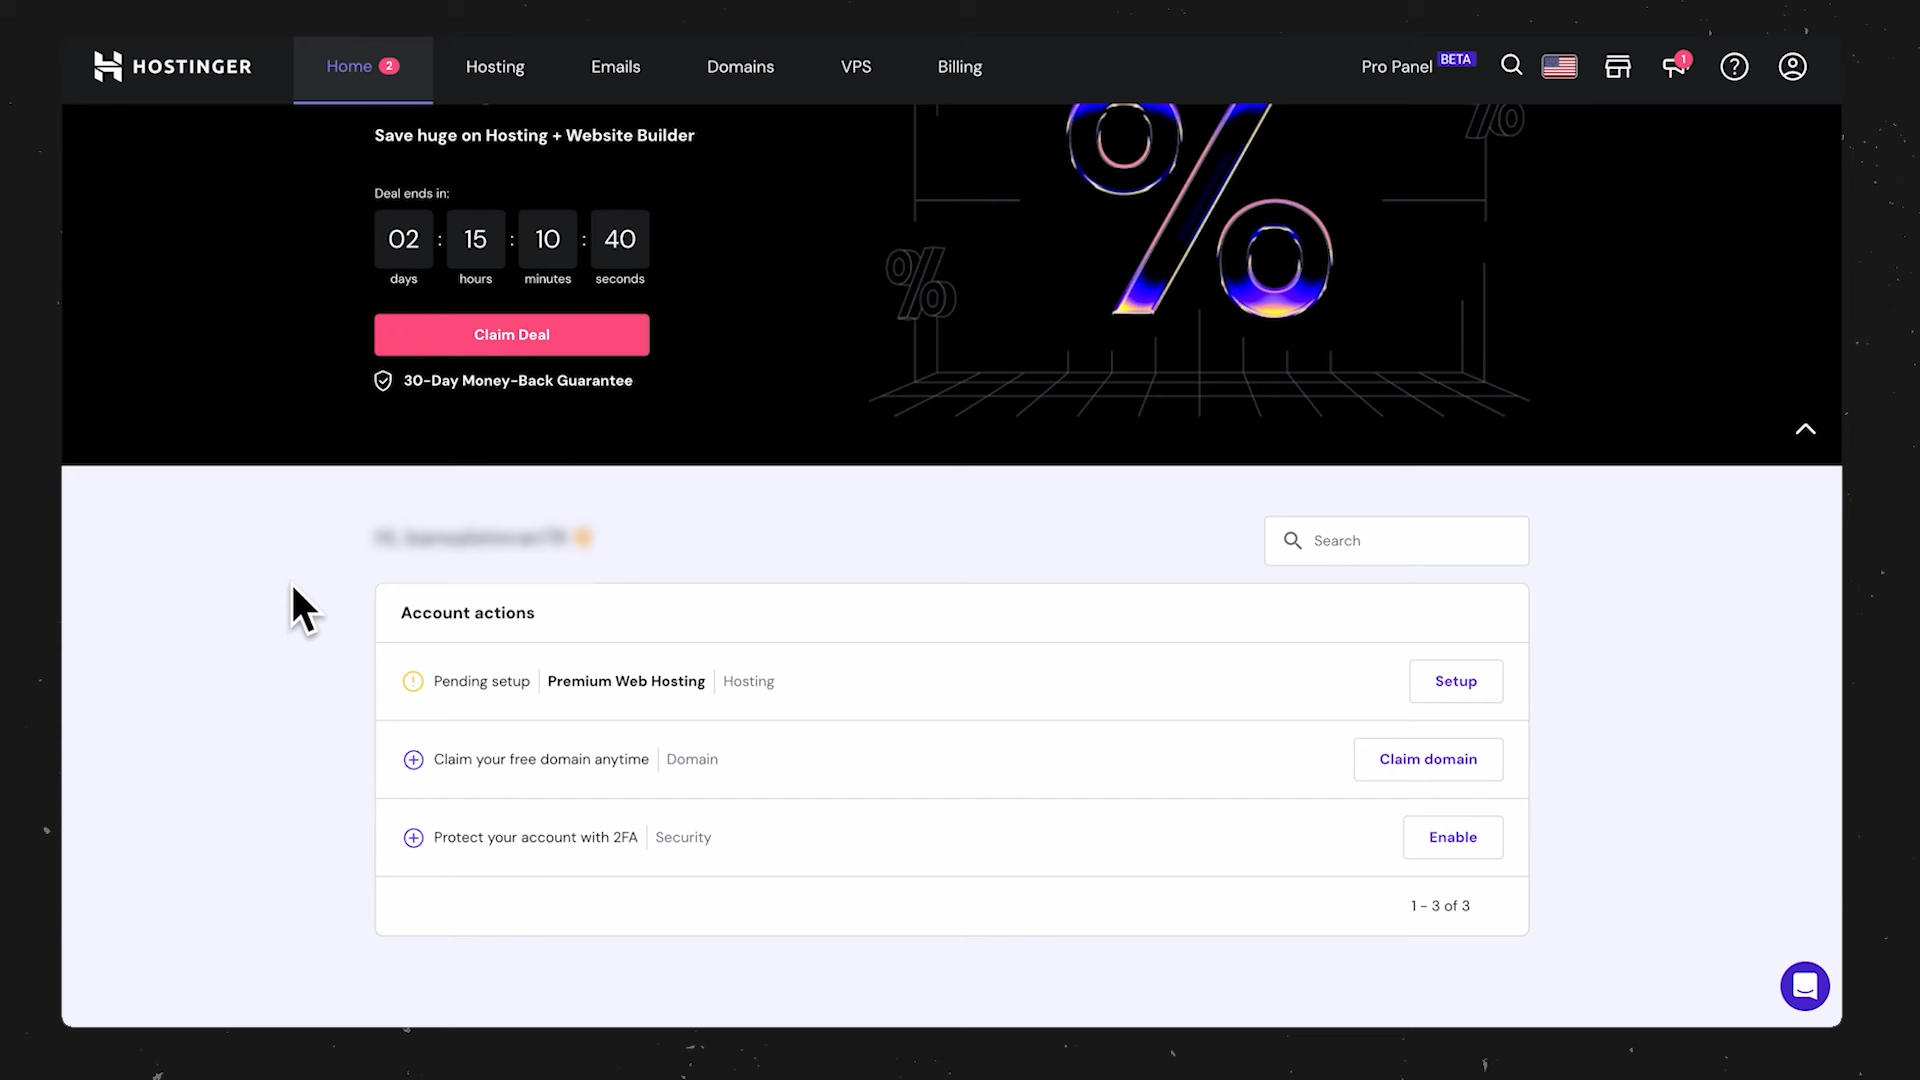 HOSTINGER
Home 2
Hosting
Emails
Domains
VPS
Billing
Pro Panel BETA
1
Save huge on Hosting + Website Builder
Deal ends in:
02 : 15 : 10 : 40
days hours minutes seconds
Claim Deal
30-Day Money-Back Guarantee
%
%
%
Search
Account actions
Pending setup Premium Web Hosting Hosting
Setup
Claim your free domain anytime Domain
Claim domain
Protect your account with 2FA Security
Enable
1 - 3 of 3